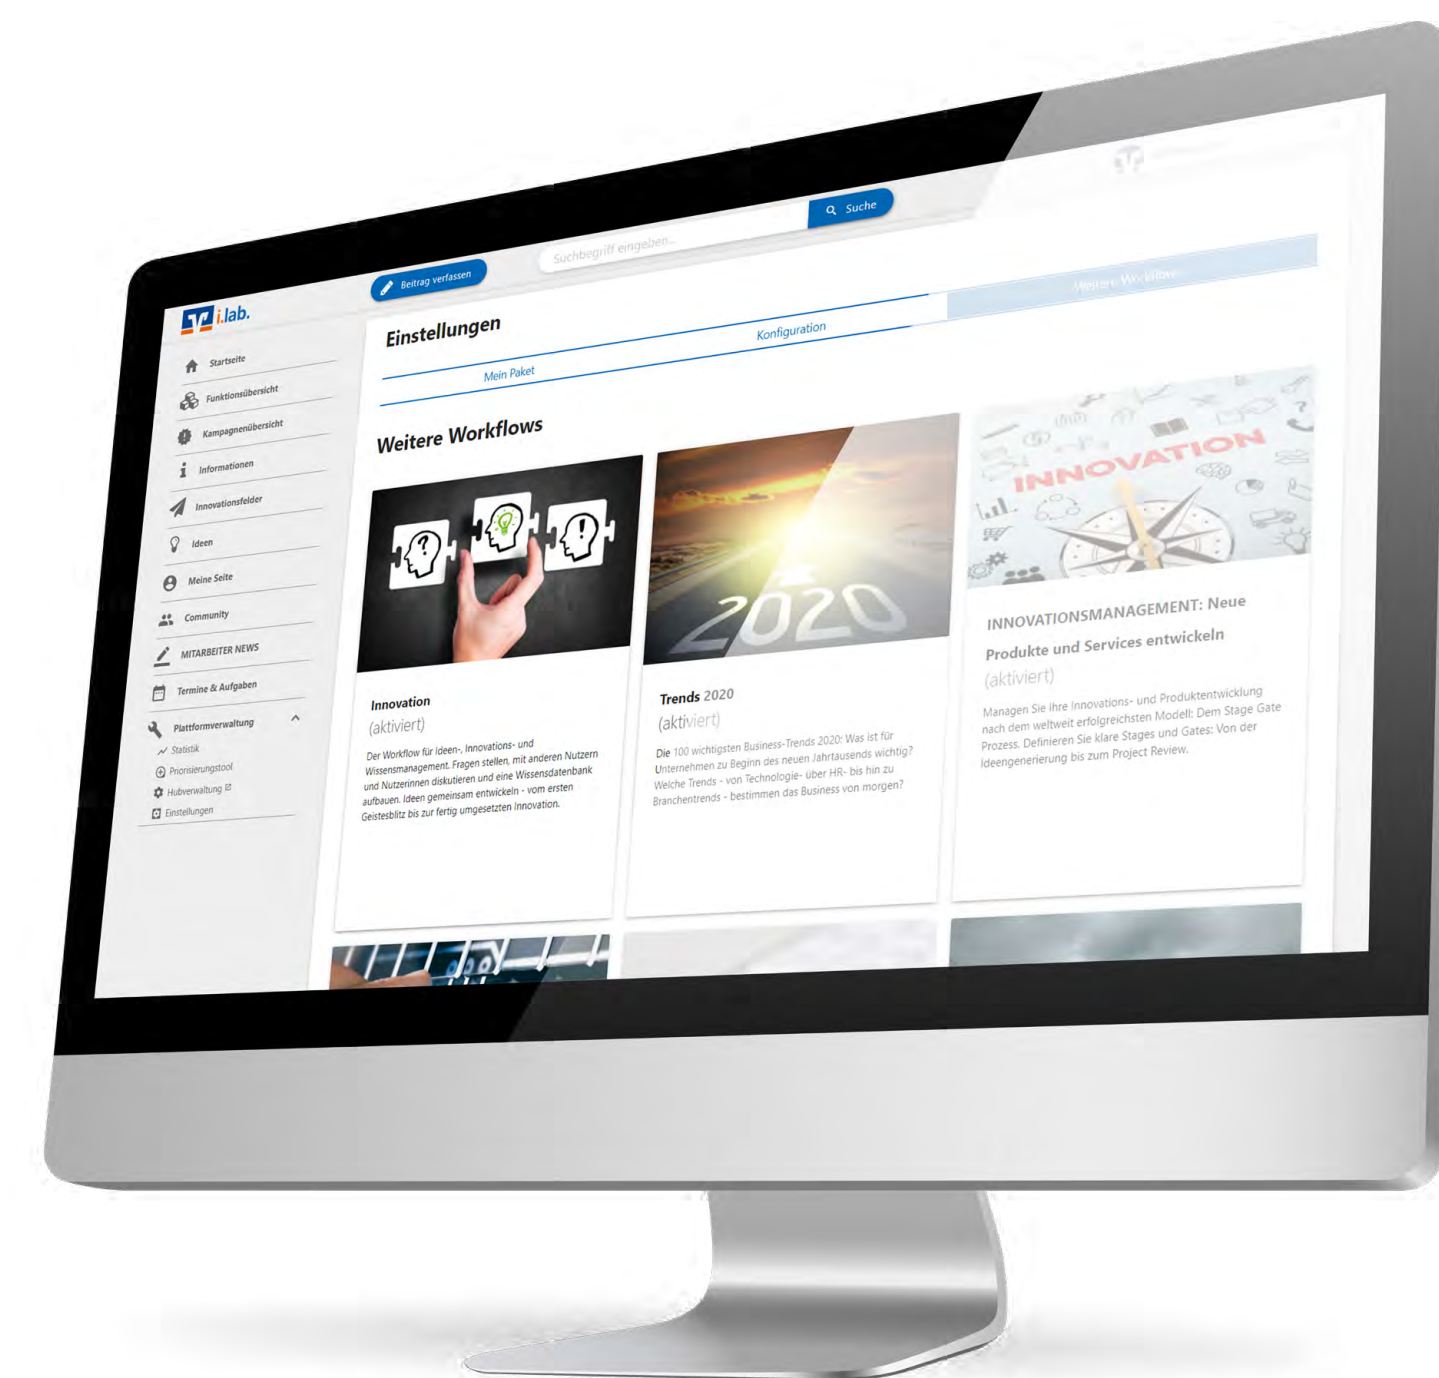 Beitrag verfassen
Suchbegriff eingeben...
Suche
i.lab.
Startseite
Funktionsübersicht
Kampagnenübersicht
Informationen
Innovationsfelder
Ideen
Meine Seite
Community
MITARBEITER NEWS
Termine & Aufgaben
Plattformverwaltung
Statistik
Priorisierungstool
Hubverwaltung
Einstellungen
Einstellungen
Mein Paket
Konfiguration
Weitere Workflows
Weitere Workflows
Innovation
(aktiviert)
Der Workflow für Ideen-, Innovations- und
Wissensmanagement. Fragen stellen, mit anderen Nutzern
und Nutzerinnen diskutieren und eine Wissensdatenbank
aufbauen. Ideen gemeinsam entwickeln - vom ersten
Geistesblitz bis zur fertig umgesetzten Innovation.
2020
Trends 2020
(aktiviert)
Die 100 wichtigsten Business-Trends 2020: Was ist für
Unternehmen zu Beginn des neuen Jahrtausends wichtig?
Welche Trends - von Technologie- über HR- bis hin zu
Branchentrends - bestimmen das Business von morgen?
INNOVATION
INNOVATIONSMANAGEMENT: Neue
Produkte und Services entwickeln
(aktiviert)
Managen Sie Ihre Innovations- und Produktentwicklung
nach dem weltweit erfolgreichsten Modell: Dem Stage Gate
Prozess. Definieren Sie klare Stages und Gates: Von der
Ideengenerierung bis zum Project Review.